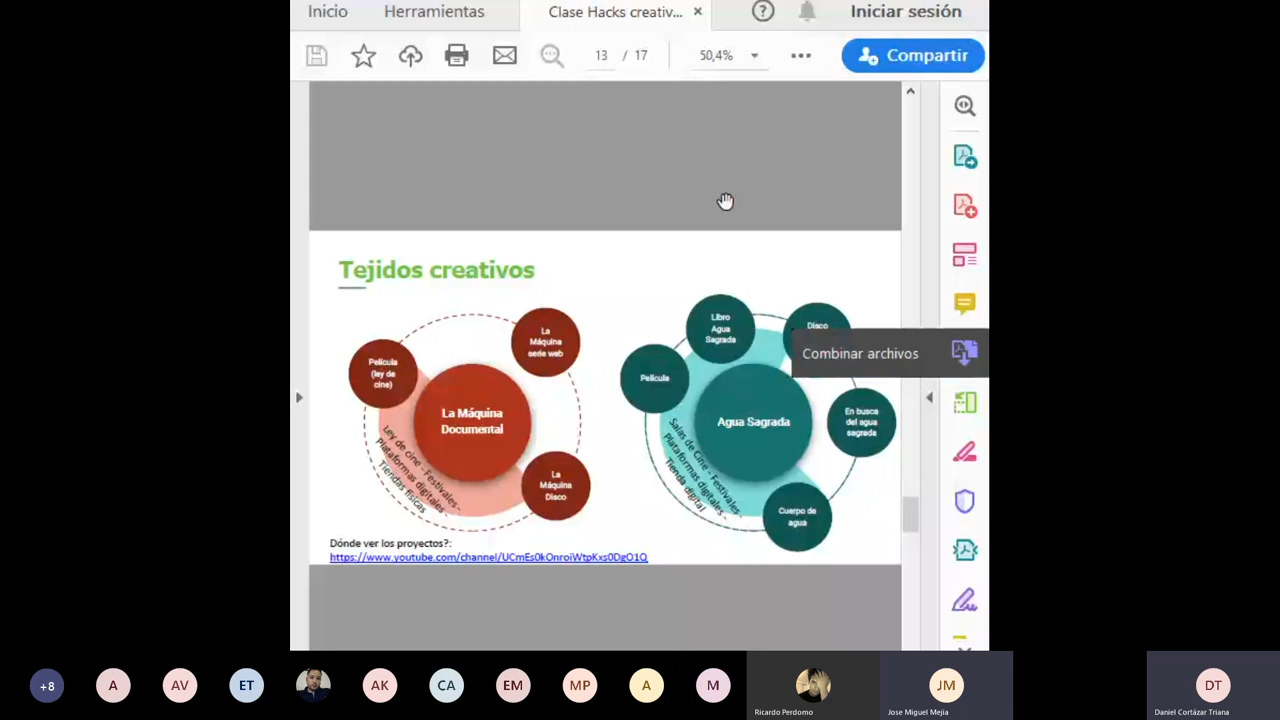 Inicio
Herramientas
Clase Hacks creativ...
Iniciar sesión
13 / 17
50,4%
Compartir
Tejidos creativos
Película
(ley de
cine)
La
Máquina
serie web
La Máquina
Documental
La
Máquina
Disco
Ley de cine - Festivales-
Plataformas digitales -
Tiendas físicas
Película
Libro
Agua
Sagrada
Disco
Agua Sagrada
En busca
del agua
sagrada
Cuerpo de
agua
Salas de Cine - Festivales-
Plataformas digitales -
Tienda digital
Combinar archivos
Dónde ver los proyectos?:
https://www.youtube.com/channel/UCmEs0kOnroiWtpKxs0DgO1Q
+8
A
AV
ET
AK
CA
EM
MP
A
M
Ricardo Perdomo
JM
Jose Miguel Mejia
DT
Daniel Cortázar Triana